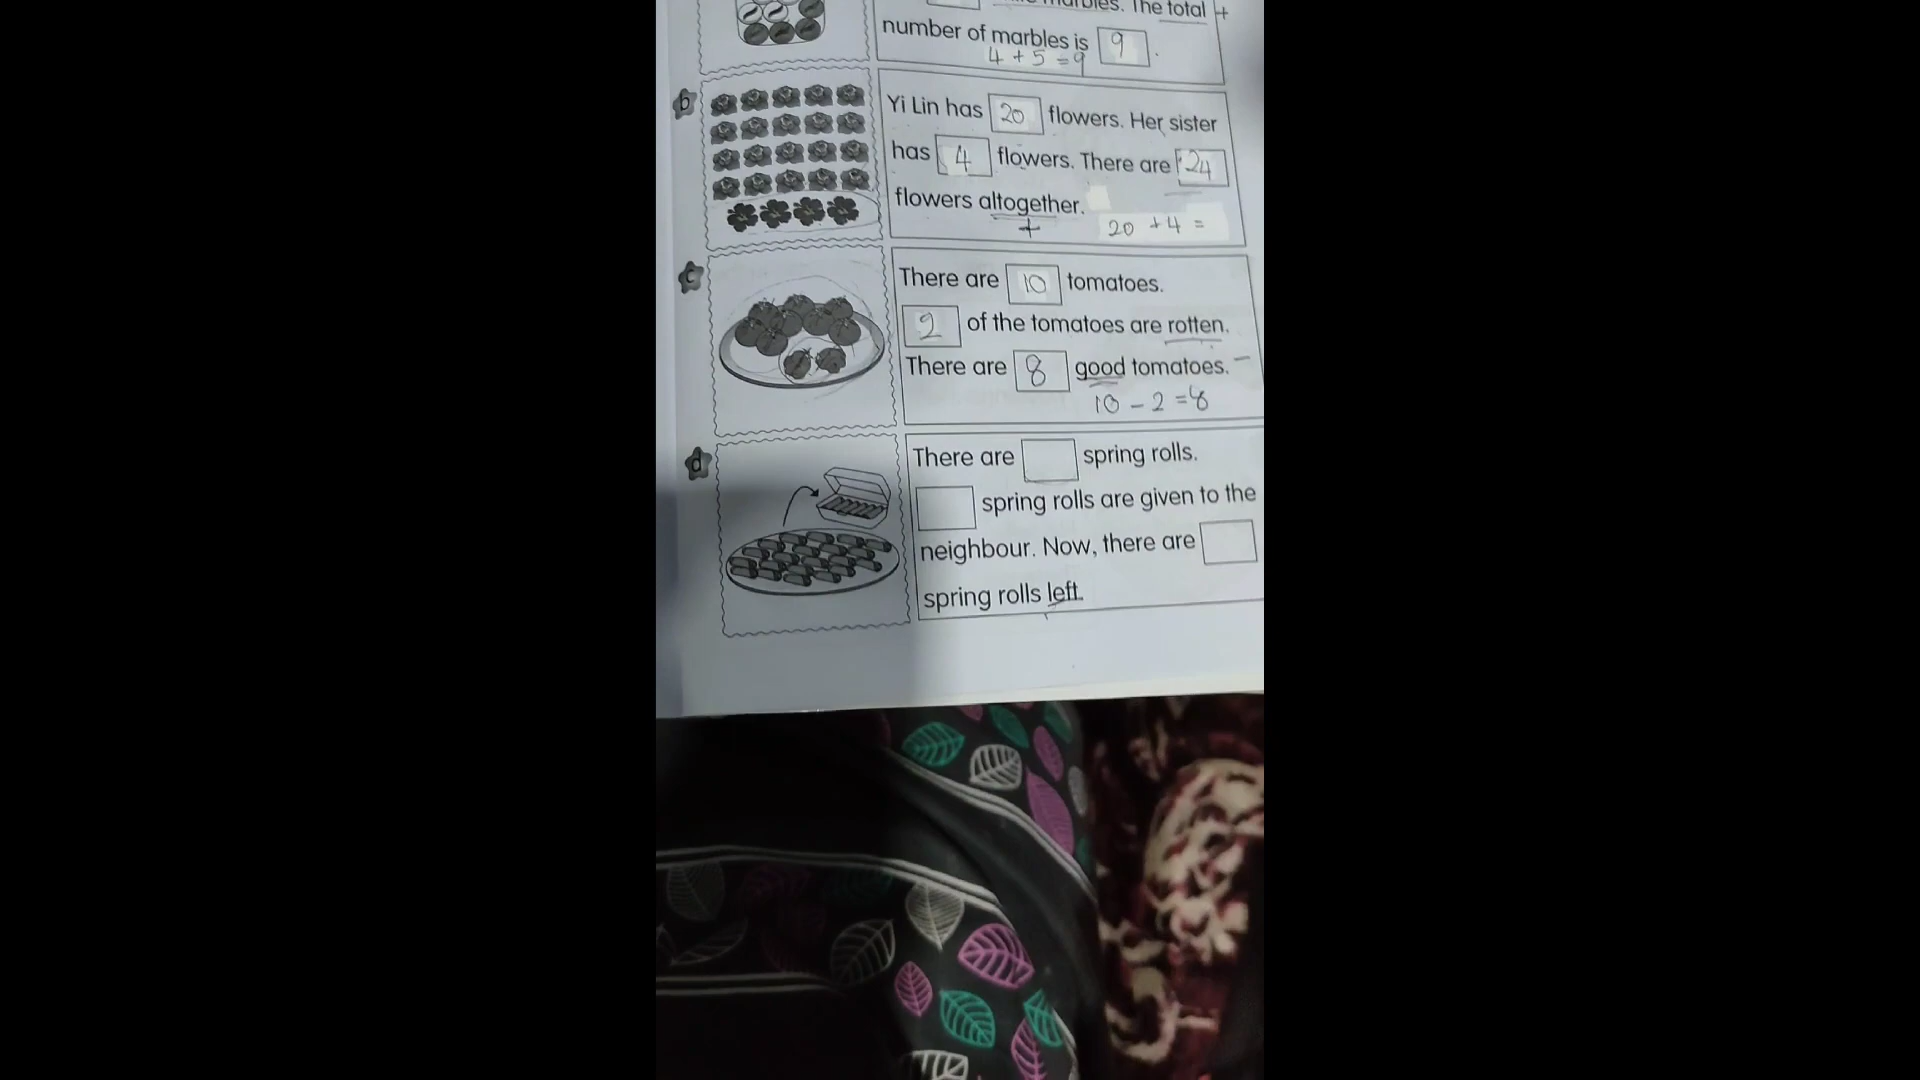 marbles. The total +
number of marbles is 9 .
4 + 5 = 9
b
Yi Lin has 20 flowers. Her sister
has 4 flowers. There are 24
flowers altogether.
+ 20 + 4 =
c
There are 10 tomatoes.
2 of the tomatoes are rotten.
There are 8 good tomatoes. –
10 – 2 = 8
d
There are spring rolls.
spring rolls are given to the
neighbour. Now, there are
spring rolls left.